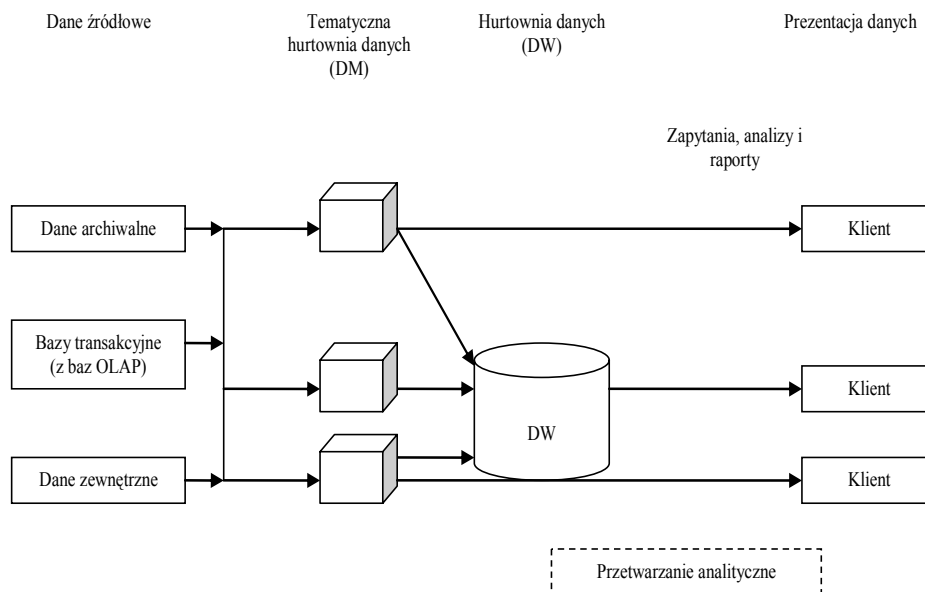 Dane źródłowe
Tematyczna
hurtownia danych
(DM)
Hurtownia danych
(DW)
Prezentacja danych
Zapytania, analizy i
raporty
Dane archiwalne
Klient
Bazy transakcyjne
(z baz OLAP)
Klient
DW
Dane zewnętrzne
Klient
Przetwarzanie analityczne